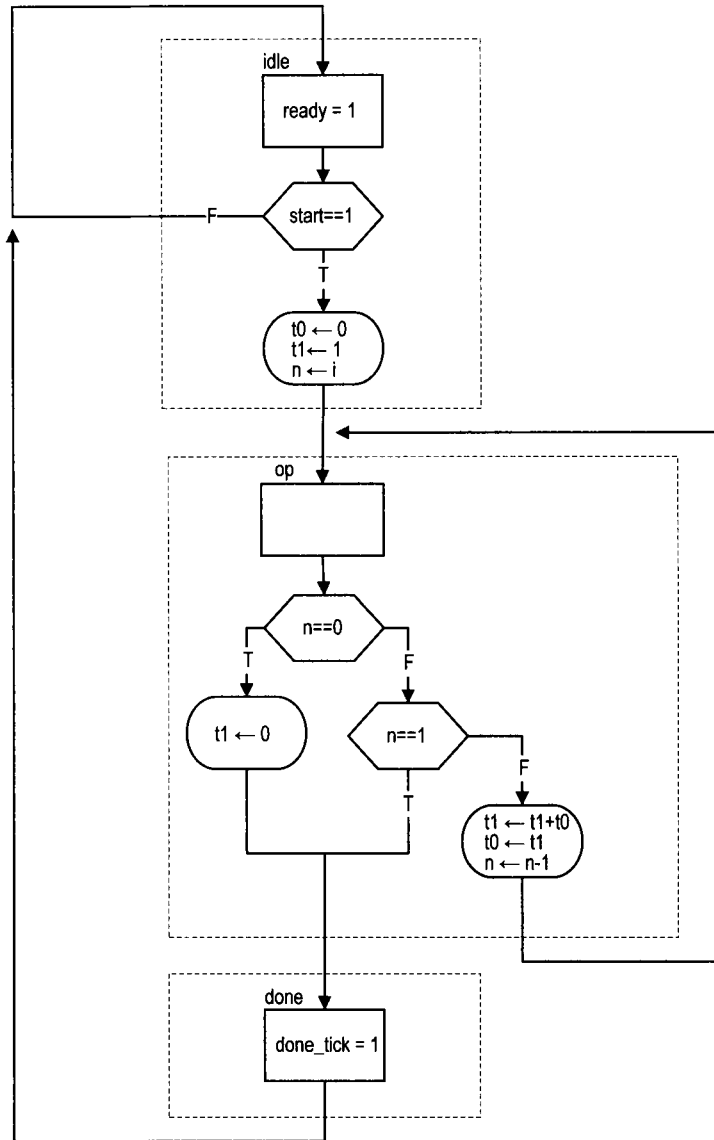 idle
ready = 1
F
start==1
T
t0 ← 0
t1← 1
n ← i
op
n==0
T
F
t1 ← 0
n==1
F
T
t1 ← t1+t0
t0 ← t1
n ← n-1
done
done_tick = 1